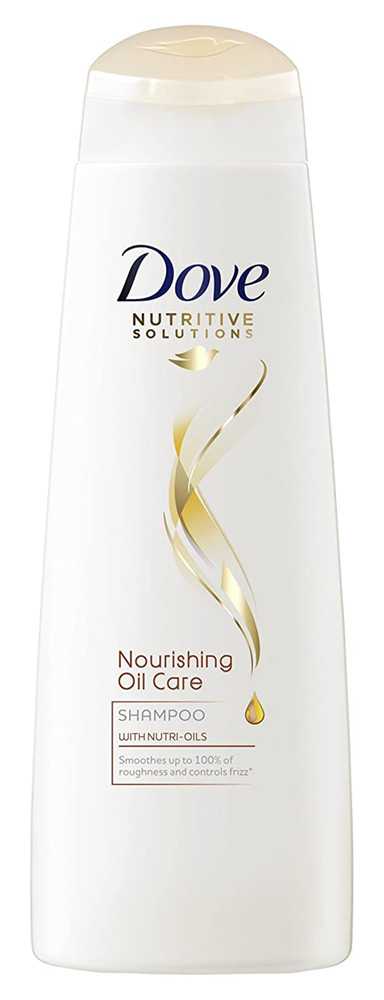 Dove
NUTRITIVE
SOLUTIONS
Nourishing
Oil Care
SHAMPOO
WITH NUTRI-OILS
Smoothes up to 100% of
roughness and controls frizz*